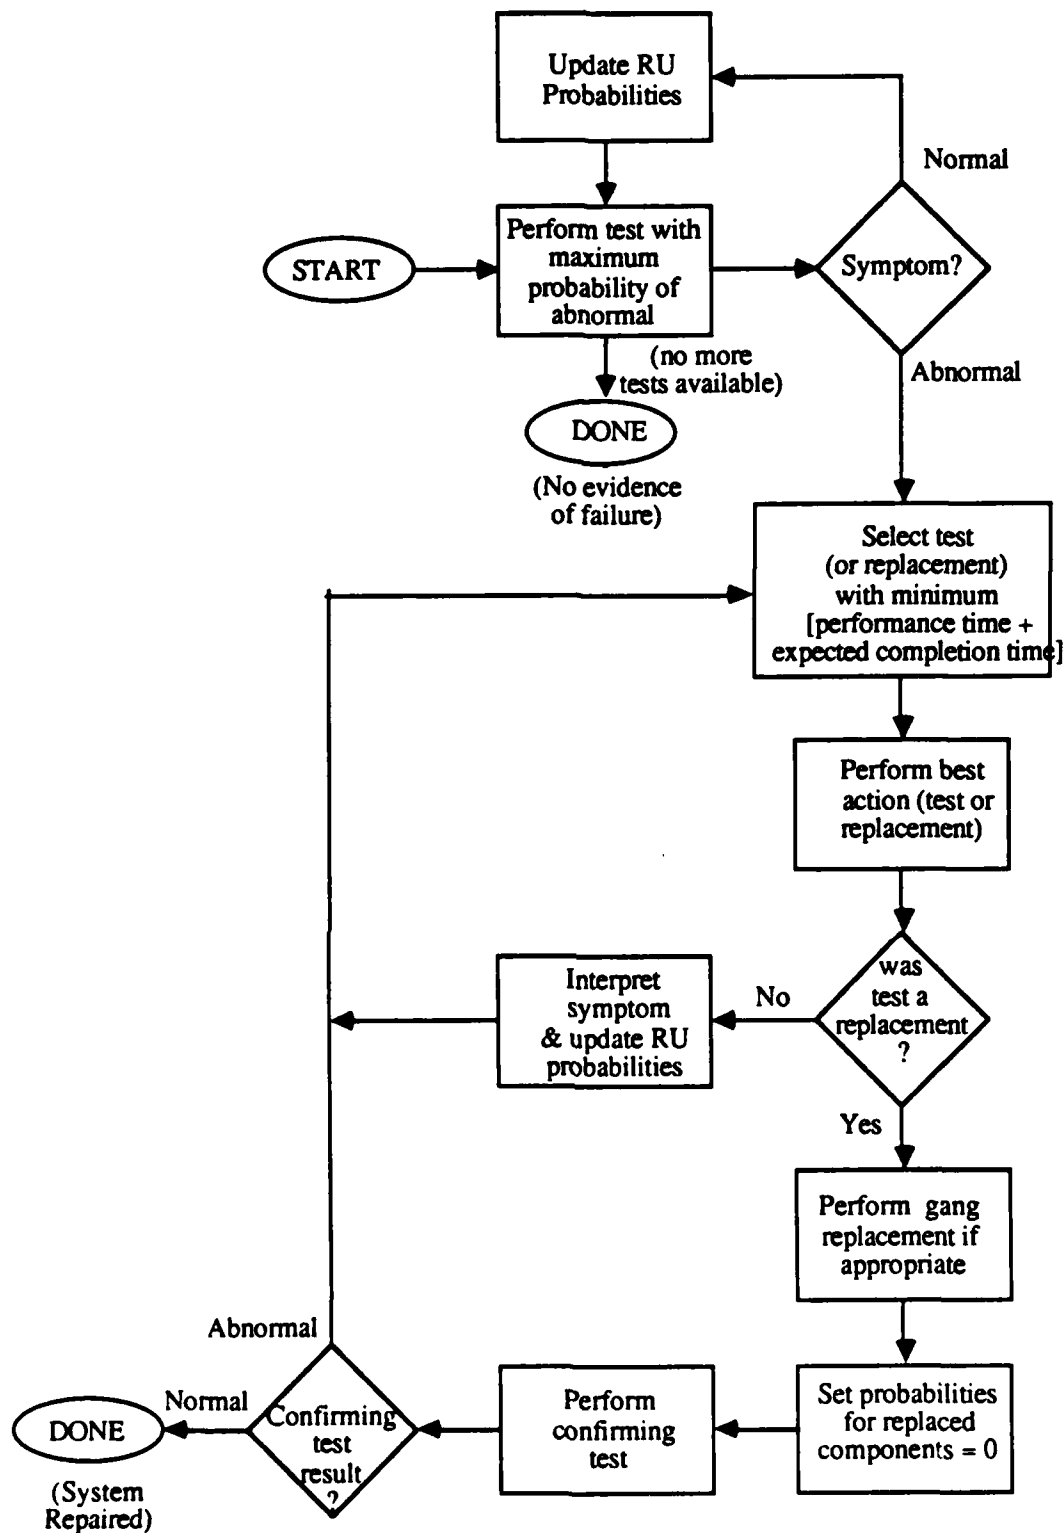 Update RU
Probabilities
Normal
START
Perform test with
maximum
probability of
abnormal
Symptom?
(no more
tests available)
Abnormal
DONE
(No evidence
of failure)
Select test
(or replacement)
with minimum
[performance time +
expected completion time]
Perform best
action (test or
replacement)
was
test a
replacement
?
No
Interpret
symptom
& update RU
probabilities
Yes
Perform gang
replacement if
appropriate
Set probabilities
for replaced
components = 0
Perform
confirming
test
Abnormal
Confirming
test
result
?
Normal
DONE
(System
Repaired)